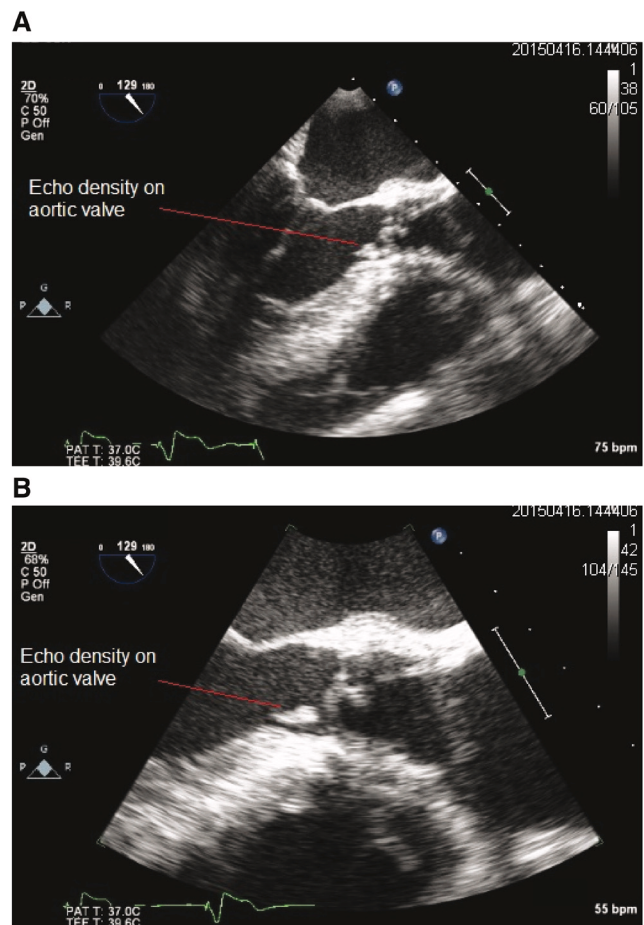 A
20150416.144406
2D
70%
C 50
P Off
Gen
0 129 180
P
1
38
60/105
Echo density on
aortic valve
G
P R
PAT T: 37.0C
TEE T: 39.6C
75 bpm
B
20150416.144406
2D
68%
C 50
P Off
Gen
0 129 180
P
1
42
104/145
Echo density on
aortic valve
G
P R
PAT T: 37.0C
TEE T: 39.6C
55 bpm